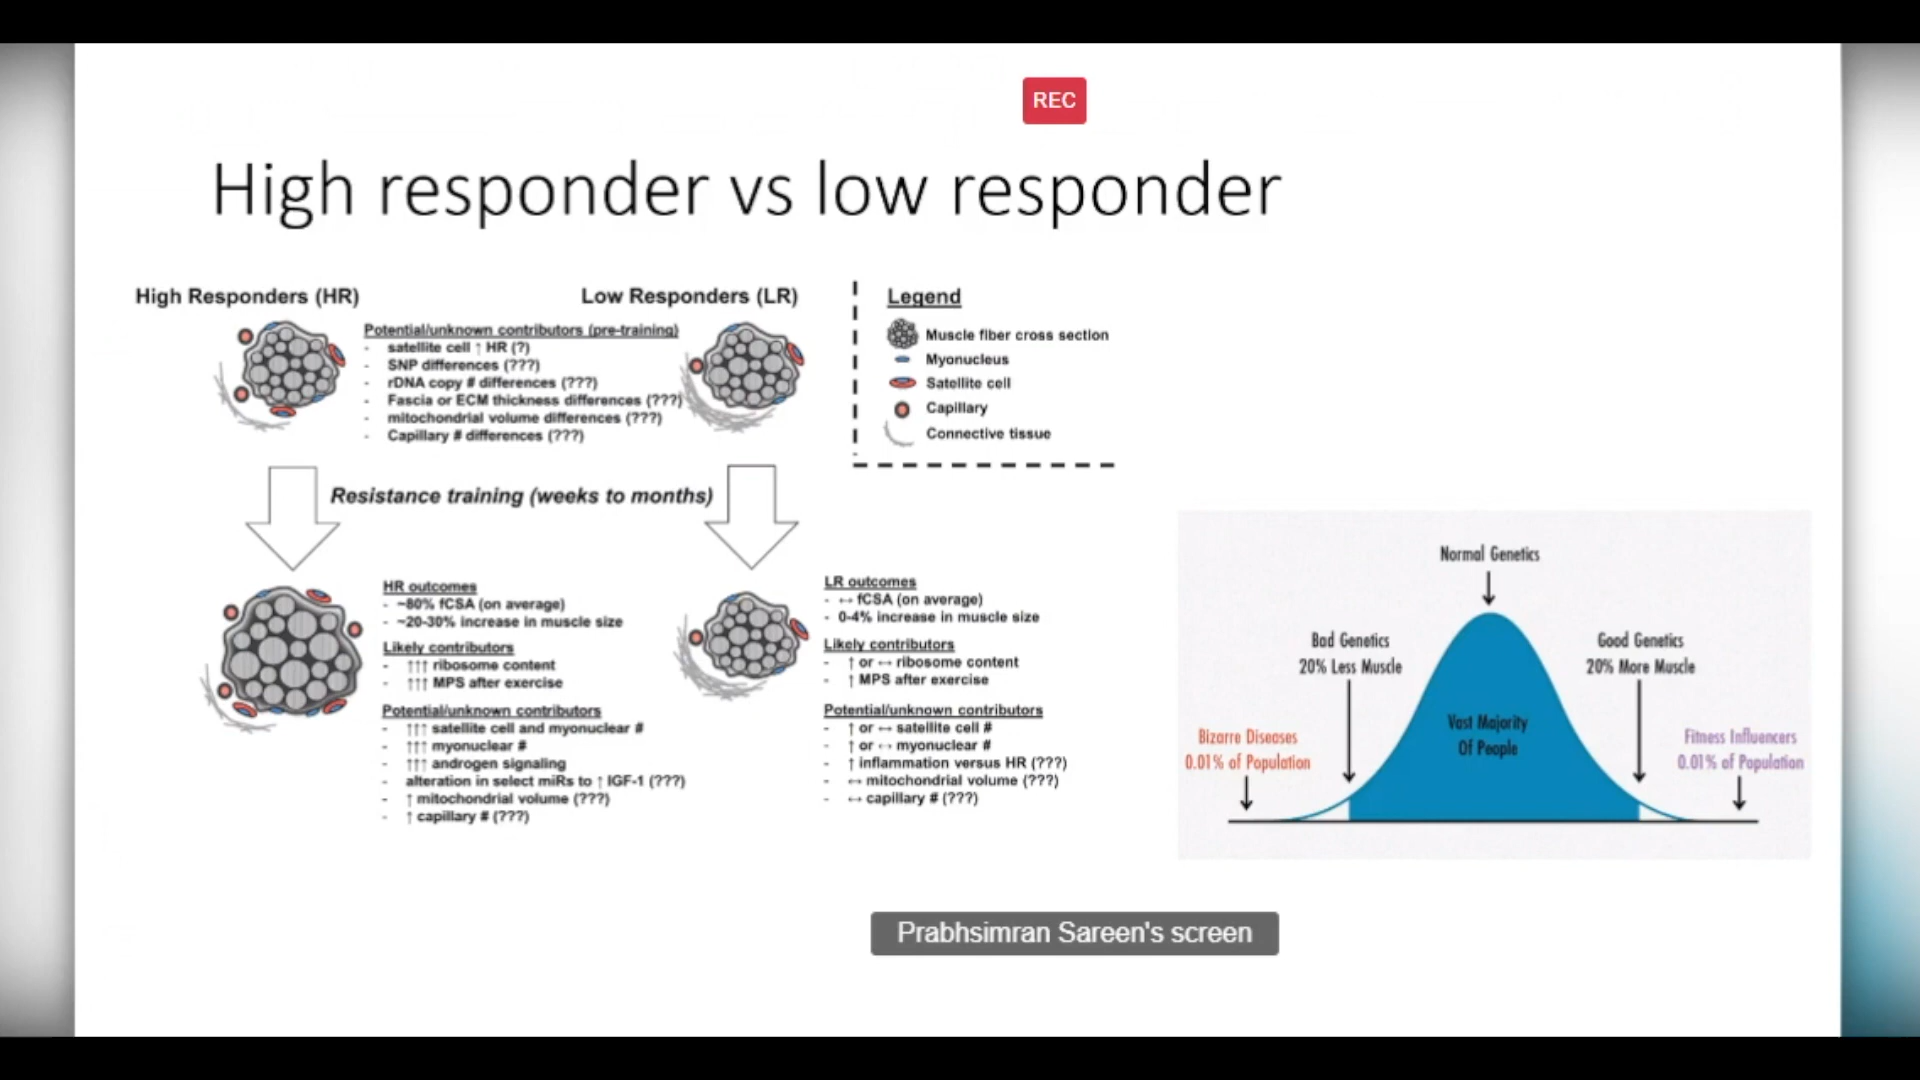 REC
High responder vs low responder
High Responders (HR)
Low Responders (LR)
Potential/unknown contributors (pre-training)
- satellite cell ↑ HR (?)
- SNP differences (???)
- rDNA copy # differences (???)
- Fascia or ECM thickness differences (???)
- mitochondrial volume differences (???)
- Capillary # differences (???)
Legend
Muscle fiber cross section
Myonucleus
Satellite cell
Capillary
Connective tissue
Resistance training (weeks to months)
HR outcomes
- ~80% fCSA (on average)
- ~20-30% increase in muscle size
Likely contributors
- ↑↑↑ ribosome content
- ↑↑↑ MPS after exercise
Potential/unknown contributors
- ↑↑↑ satellite cell and myonuclear #
- ↑↑↑ myonuclear #
- ↑↑↑ androgen signaling
- alteration in select miRs to ↑ IGF-1 (???)
- ↑ mitochondrial volume (???)
- ↑ capillary # (???)
LR outcomes
- ↔ fCSA (on average)
- 0-4% increase in muscle size
Likely contributors
- ↑ or ↔ ribosome content
- ↑ MPS after exercise
Potential/unknown contributors
- ↑ or ↔ satellite cell #
- ↑ or ↔ myonuclear #
- ↑ inflammation versus HR (???)
- ↔ mitochondrial volume (???)
- ↔ capillary # (???)
Normal Genetics
Bad Genetics
20% Less Muscle
Good Genetics
20% More Muscle
Vast Majority
Of People
Bizarre Diseases
0.01% of Population
Fitness Influencers
0.01% of Population
Prabhsimran Sareen's screen